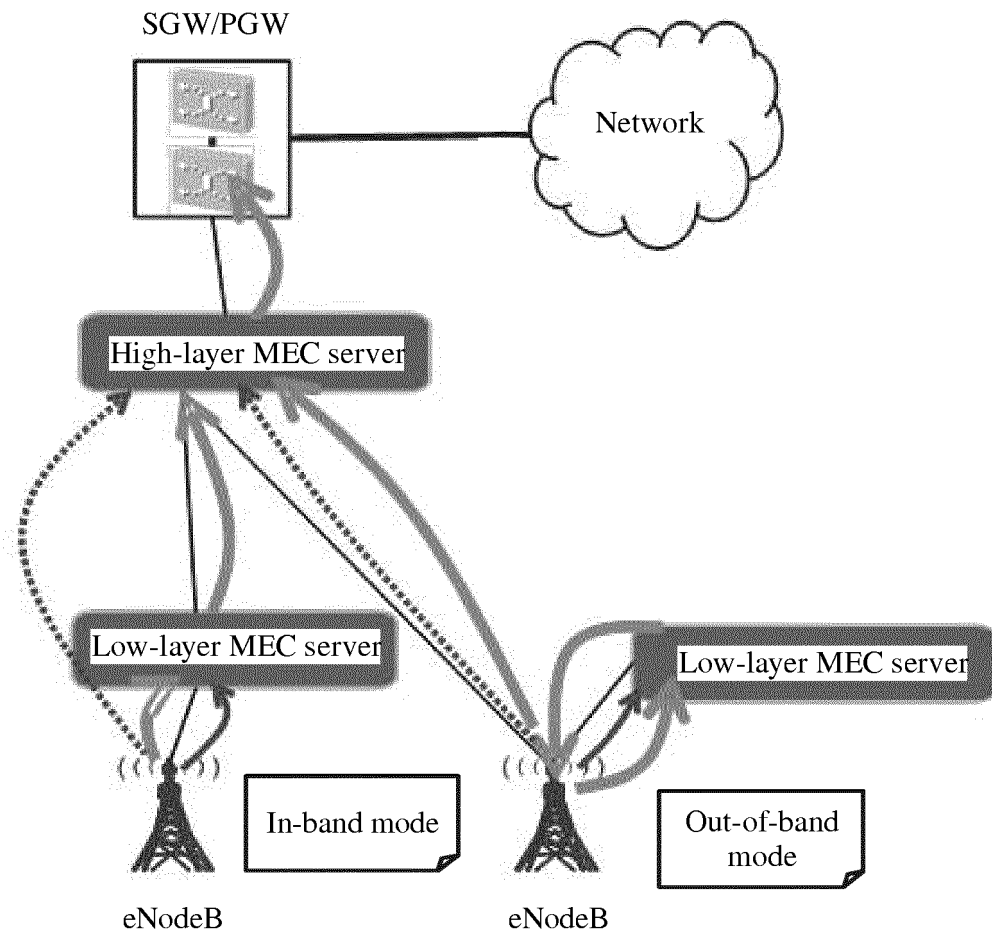 SGW/PGW
Network
High-layer MEC server
Low-layer MEC server
Low-layer MEC server
In-band mode
Out-of-band
mode
eNodeB
eNodeB